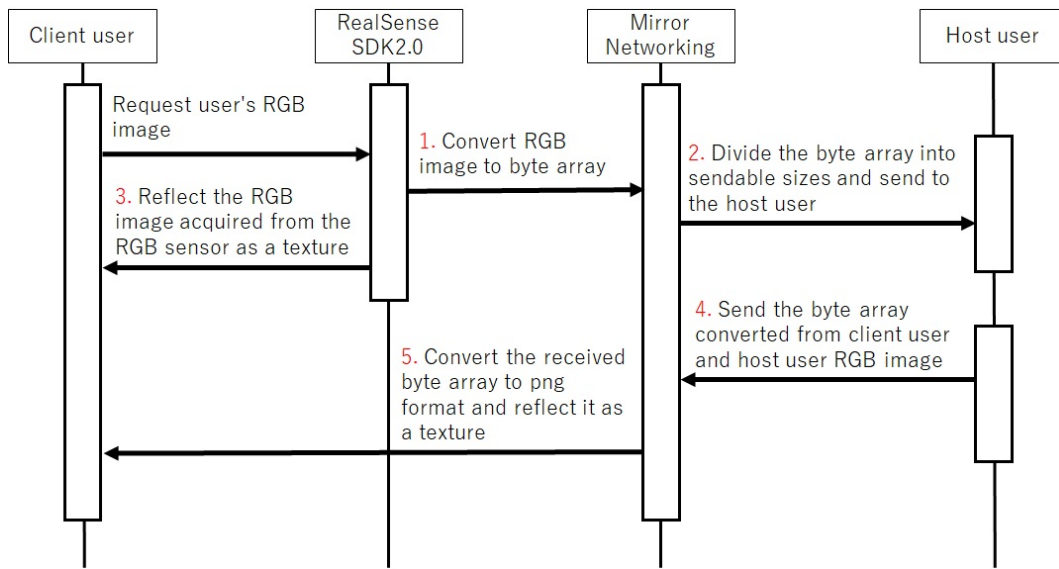 Client user
RealSense
SDK2.0
Mirror
Networking
Host user
Request user's RGB
image
1. Convert RGB
image to byte array
2. Divide the byte array into
sendable sizes and send to
the host user
3. Reflect the RGB
image acquired from the
RGB sensor as a texture
4. Send the byte array
converted from client user
and host user RGB image
5. Convert the received
byte array to png
format and reflect it as
a texture